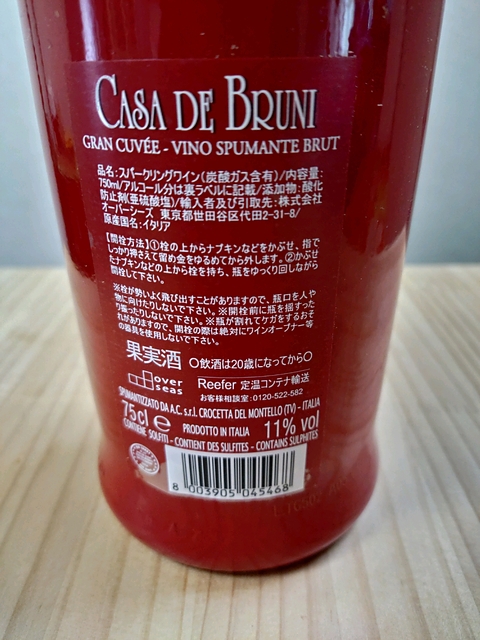 CASA DE BRUNI
GRAN CUVÉE - VINO SPUMANTE BRUT
品名:スパークリングワイン(炭酸ガス含有)/内容量:
750ml/アルコール分は裏ラベルに記載/添加物:酸化
防止剤(亜硫酸塩)/輸入者及び引取先:株式会社
オーバーシーズ 東京都世田谷区代田2-31-8/
原産国名:イタリア
【開栓方法】①栓の上からナプキンなどをかぶせ、指で
しっかり押さえて留め金をゆるめてから外します。②かぶせ
たナプキンなどの上から栓を持ち、瓶をゆっくり回しながら
開栓して下さい。
※栓が勢いよく飛び出すことがありますので、瓶口を人や
物に向けたりしないで下さい。※開栓前に瓶を揺すった
り振ったりしないで下さい。※瓶が割れてケガをするおそ
れがありますので、開栓の際は絶対にワインオープナー等
の器具を使用しないで下さい。
果実酒 〇飲酒は20歳になってから〇
over seas
Reefer 定温コンテナ輸送
お客様相談室:0120-522-582
SPUMANTIZZATO DA A.C. s.r.l. CROCETTA DEL MONTELLO (TV) - ITALIA
75cl e PRODOTTO IN ITALIA 11% vol
CONTIENE SOLFITI - CONTIENT DES SULFITES - CONTAINS SULPHITES
8 003905 045468